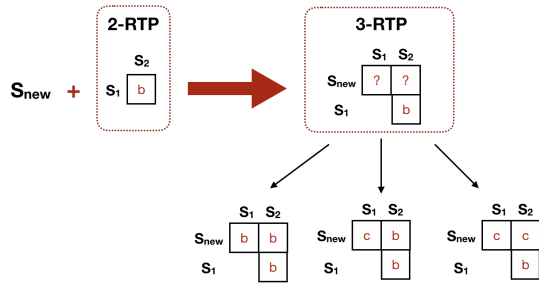 2-RTP
3-RTP
S₂
S₁ S₂
Sₙₑw + S₁ b
Sₙₑw ? ?
S₁ b
S₁ S₂
Sₙₑw b b
S₁ b
S₁ S₂
Sₙₑw c b
S₁ b
S₁ S₂
Sₙₑw c c
S₁ b